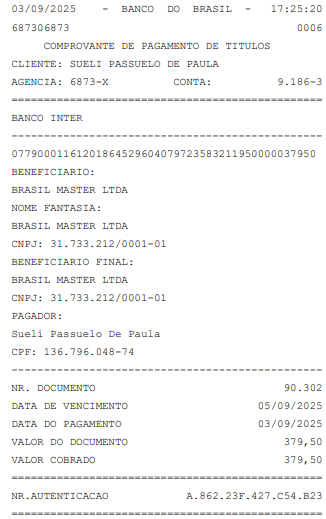 03/09/2025 - BANCO DO BRASIL - 17:25:20
687306873 0006
COMPROVANTE DE PAGAMENTO DE TITULOS
CLIENTE: SUELI PASSUELO DE PAULA
AGENCIA: 6873-X CONTA: 9.186-3
================================================
BANCO INTER
------------------------------------------------
07790001161201864529604079723583211950000037950
BENEFICIARIO:
BRASIL MASTER LTDA
NOME FANTASIA:
BRASIL MASTER LTDA
CNPJ: 31.733.212/0001-01
BENEFICIARIO FINAL:
BRASIL MASTER LTDA
CNPJ: 31.733.212/0001-01
PAGADOR:
Sueli Passuelo De Paula
CPF: 136.796.048-74
------------------------------------------------
NR. DOCUMENTO 90.302
DATA DE VENCIMENTO 05/09/2025
DATA DO PAGAMENTO 03/09/2025
VALOR DO DOCUMENTO 379,50
VALOR COBRADO 379,50
================================================
NR.AUTENTICACAO A.862.23F.427.C54.B23
================================================